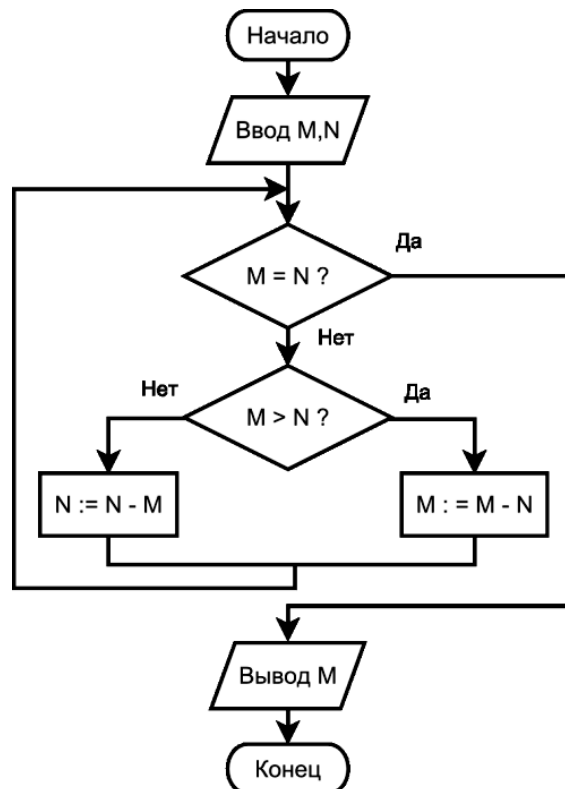 Начало
Ввод M,N
Да
M = N ?
Нет
Нет
Да
M > N ?
N := N - M
M : = M - N
Вывод M
Конец